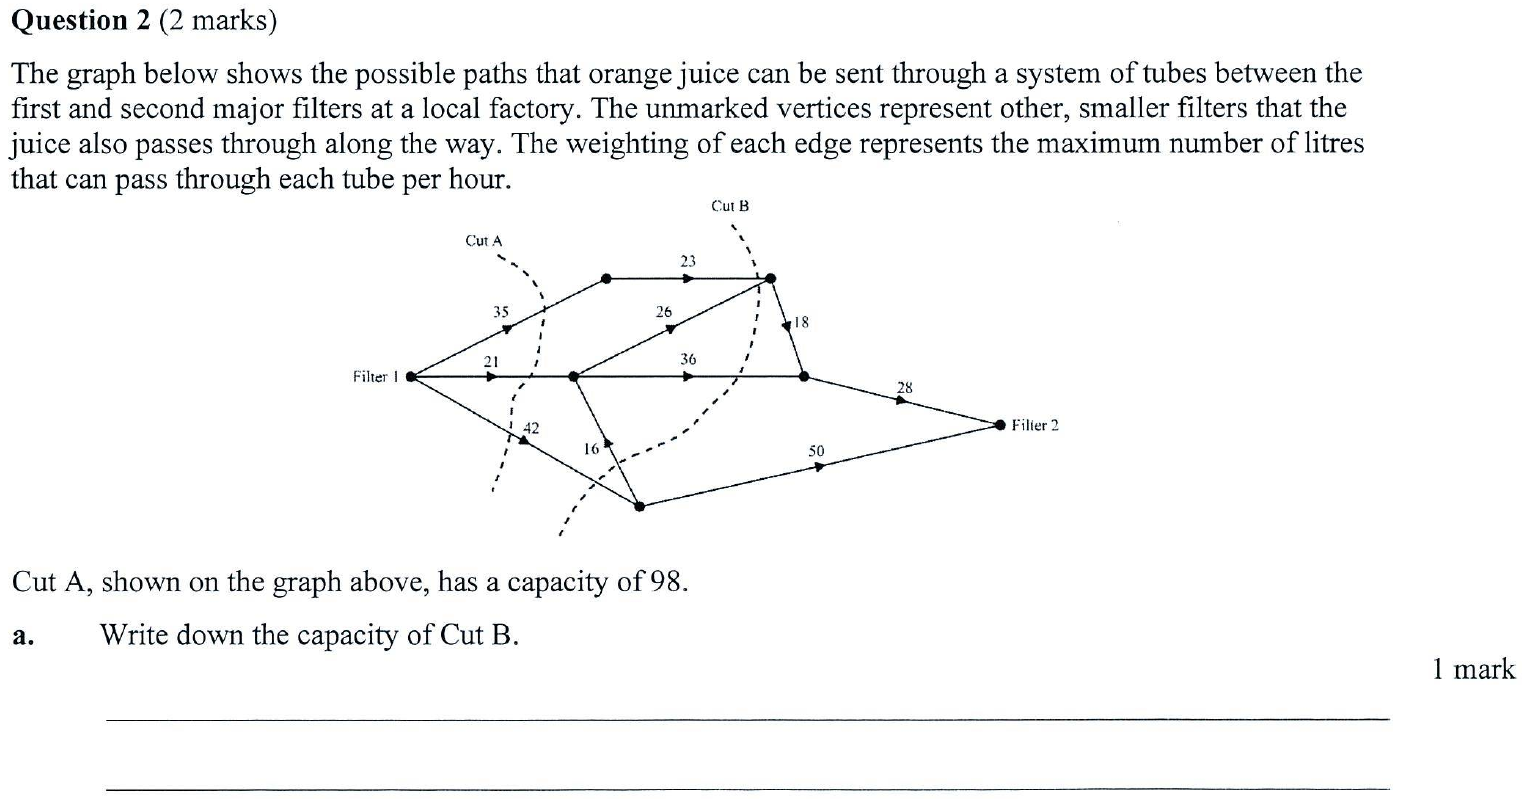 Question 2 (2 marks)
The graph below shows the possible paths that orange juice can be sent through a system of tubes between the
first and second major filters at a local factory. The unmarked vertices represent other, smaller filters that the
juice also passes through along the way. The weighting of each edge represents the maximum number of litres
that can pass through each tube per hour.
Cut B
Cut A
23
35
26
18
21
36
Filter 1
28
42
Filter 2
16
50
Cut A, shown on the graph above, has a capacity of 98.
a. Write down the capacity of Cut B.
1 mark